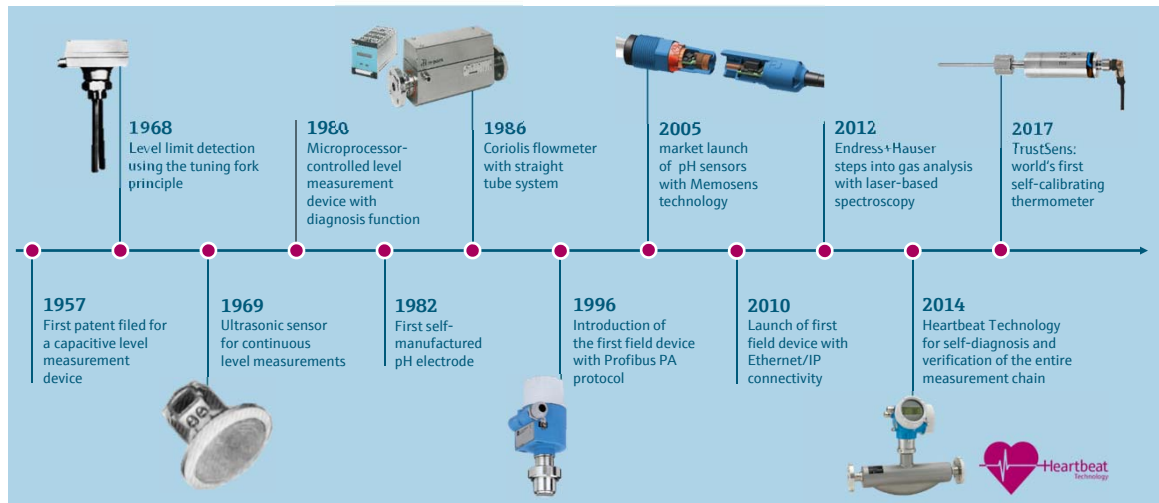 1968
Level limit detection
using the tuning fork
principle
1980
Microprocessor-
controlled level
measurement
device with
diagnosis function
1986
Coriolis flowmeter
with straight
tube system
2005
market launch
of pH sensors
with Memosens
technology
2012
Endress+Hauser
steps into gas analysis
with laser-based
spectroscopy
2017
TrustSens:
world's first
self-calibrating
thermometer
1957
First patent filed for
a capacitive level
measurement
device
1969
Ultrasonic sensor
for continuous
level measurements
1982
First self-
manufactured
pH electrode
1996
Introduction of
the first field device
with Profibus PA
protocol
2010
Launch of first
field device with
Ethernet/IP
connectivity
2014
Heartbeat Technology
for self-diagnosis and
verification of the entire
measurement chain
Heartbeat
Technology